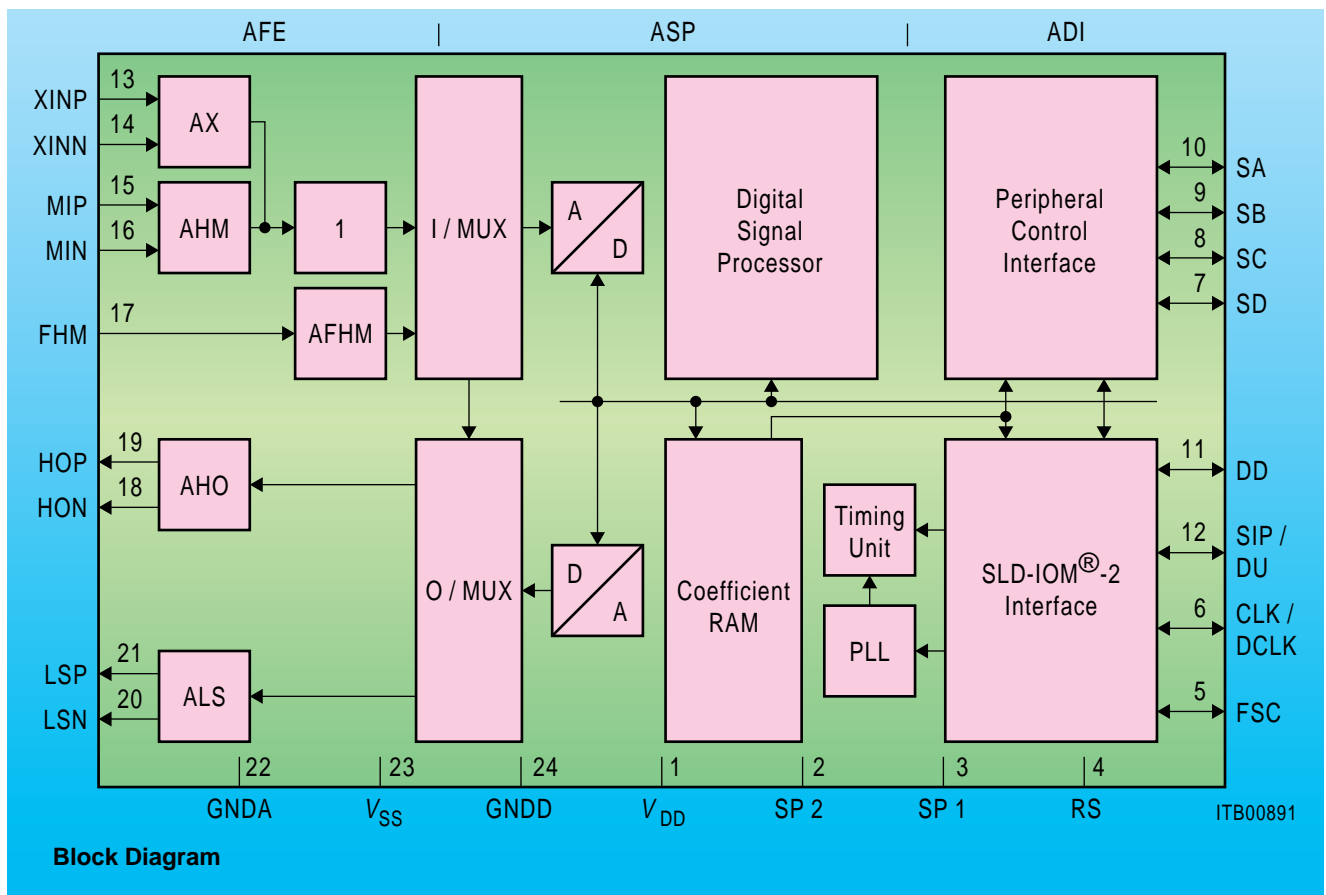 AFE | ASP | ADI
XINP 13
XINN 14
AX
MIP 15
MIN 16
AHM
1
FHM 17
AFHM
I / MUX
A
D
Digital
Signal
Processor
Peripheral
Control
Interface
10 SA
9 SB
8 SC
7 SD
HOP 19
HON 18
AHO
LSP 21
LSN 20
ALS
O / MUX
D
A
Coefficient
RAM
Timing
Unit
PLL
SLD-IOM®-2
Interface
11 DD
12 SIP /
DU
6 CLK /
DCLK
5 FSC
22 23 24 1 2 3 4
GNDA VSS GNDD VDD SP 2 SP 1 RS
ITB00891
Block Diagram